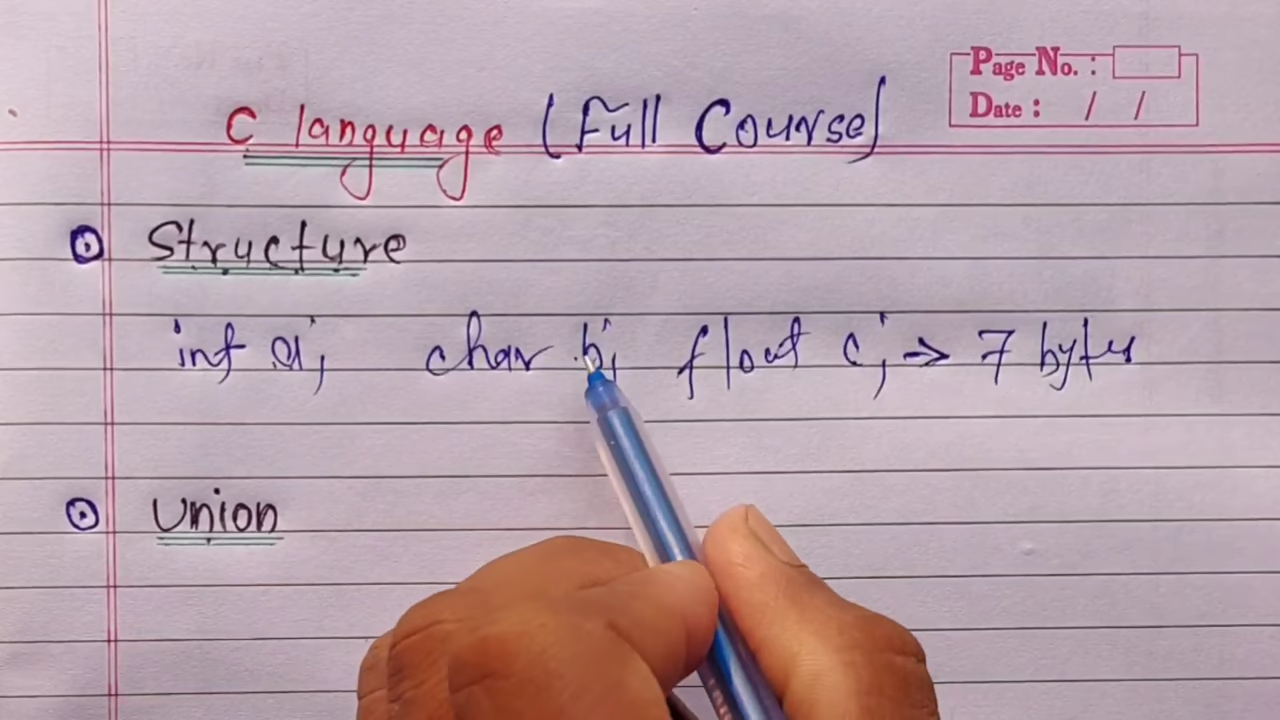 Page No. :
Date : / /
C language (Full Course)
Structure
int a; char b; float c; → 7 bytes
Union